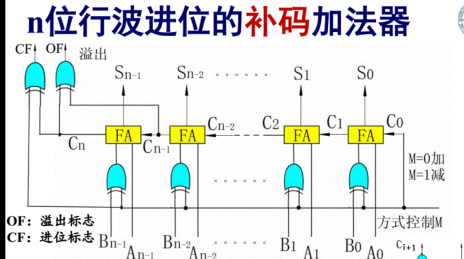 n位行波进位的补码加法器
CF OF 溢出
Sn-1 Sn-2 ...... S1 S0
FA FA FA FA
Cn Cn-1 Cn-2 C2 C1 C0
M=0加
M=1减
......
方式控制M
OF：溢出标志
CF：进位标志
Bn-1 An-1 Bn-2 An-2 ...... B1 A1 B0 A0
Ci+1